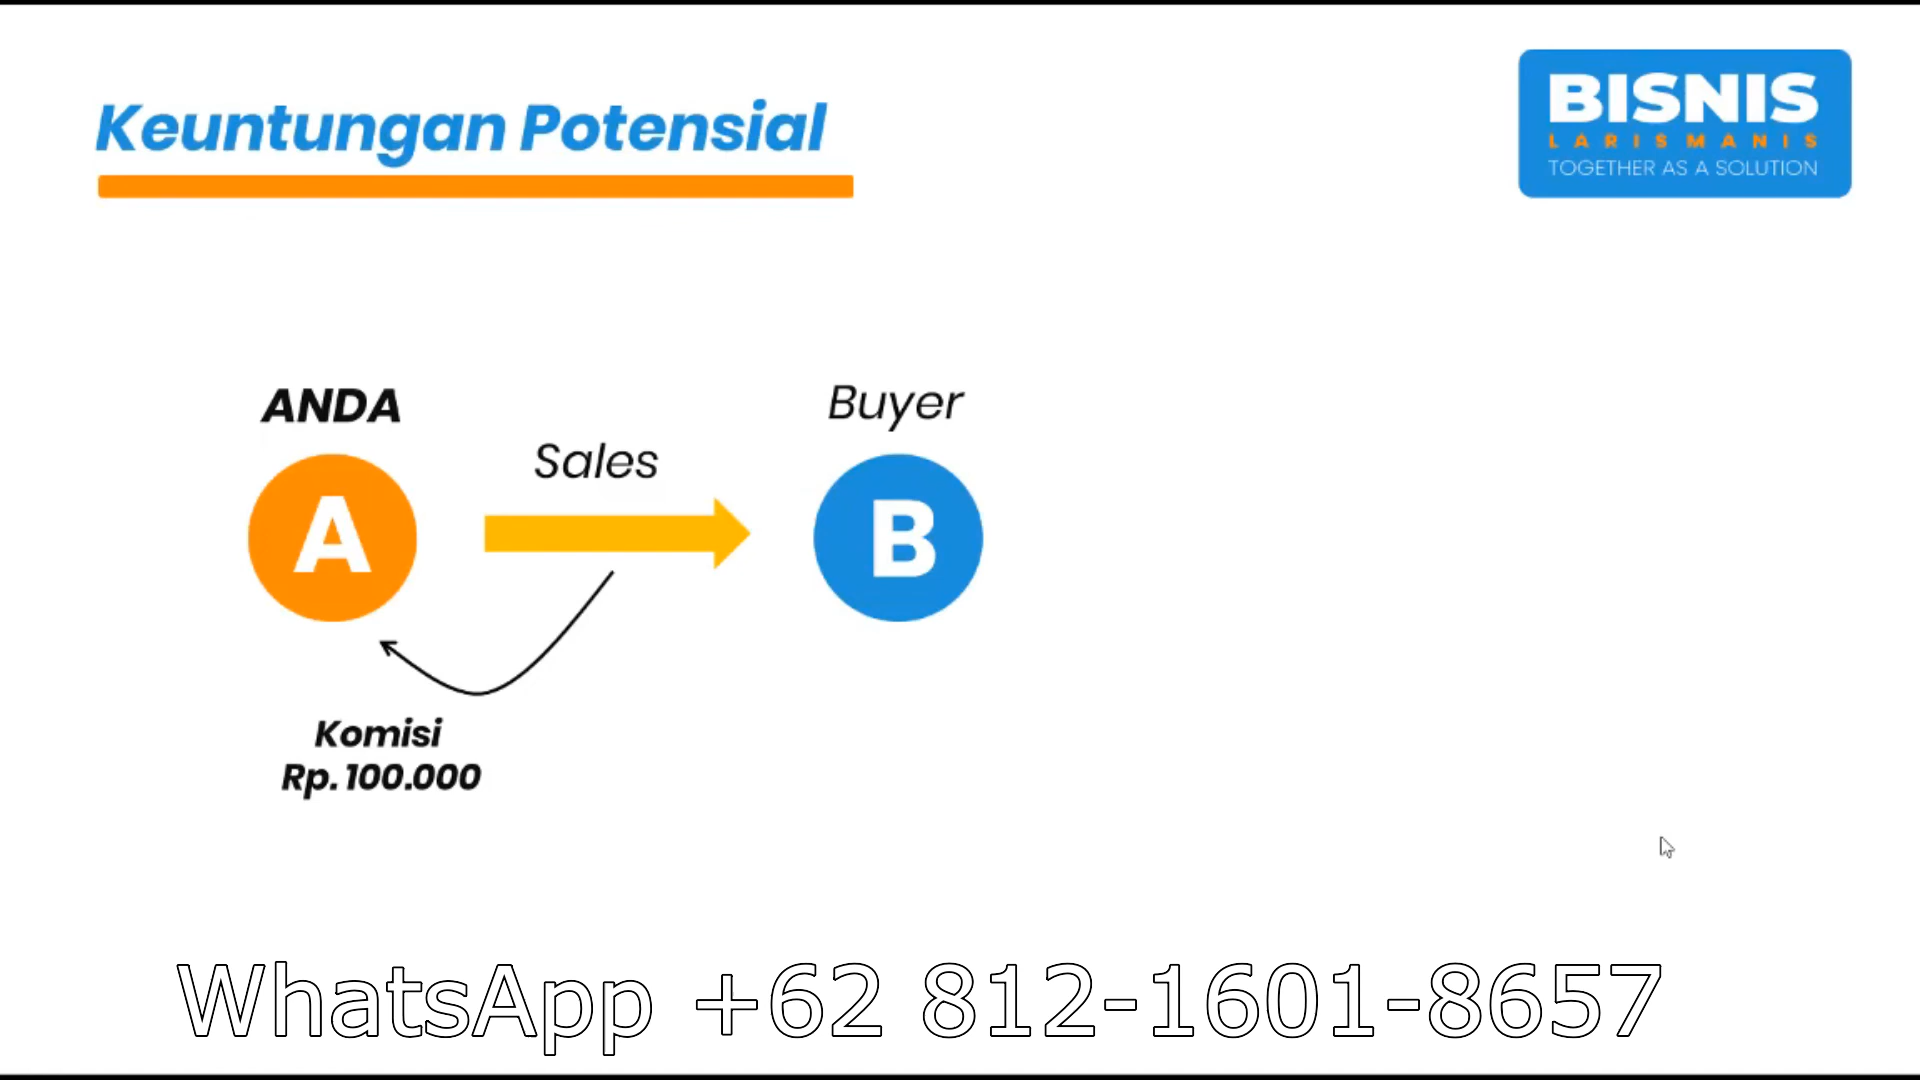 Keuntungan Potensial
BISNIS
LARISMANIS
TOGETHER AS A SOLUTION
ANDA
Buyer
Sales
A
B
Komisi
Rp. 100.000
WhatsApp +62 812-1601-8657